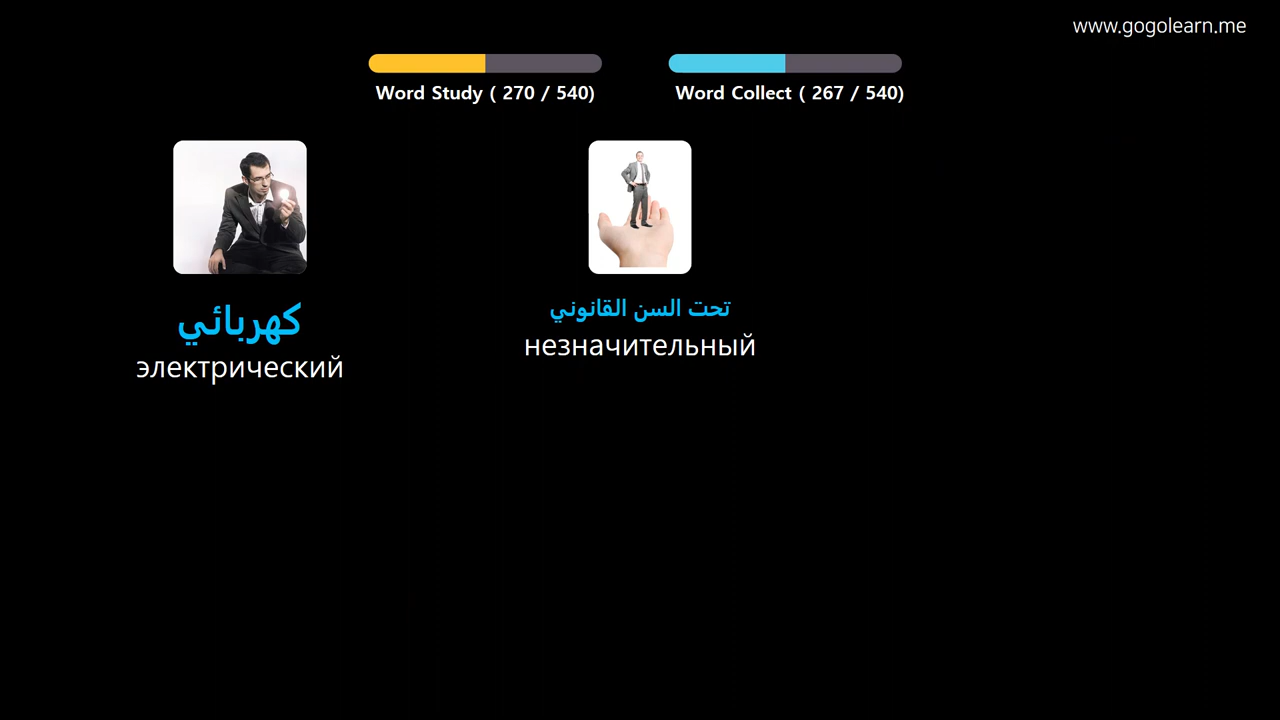 www.gogolearn.me
Word Study ( 270 / 540)
Word Collect ( 267 / 540)
كهربائي
электрический
تحت السن القانوني
незначительный